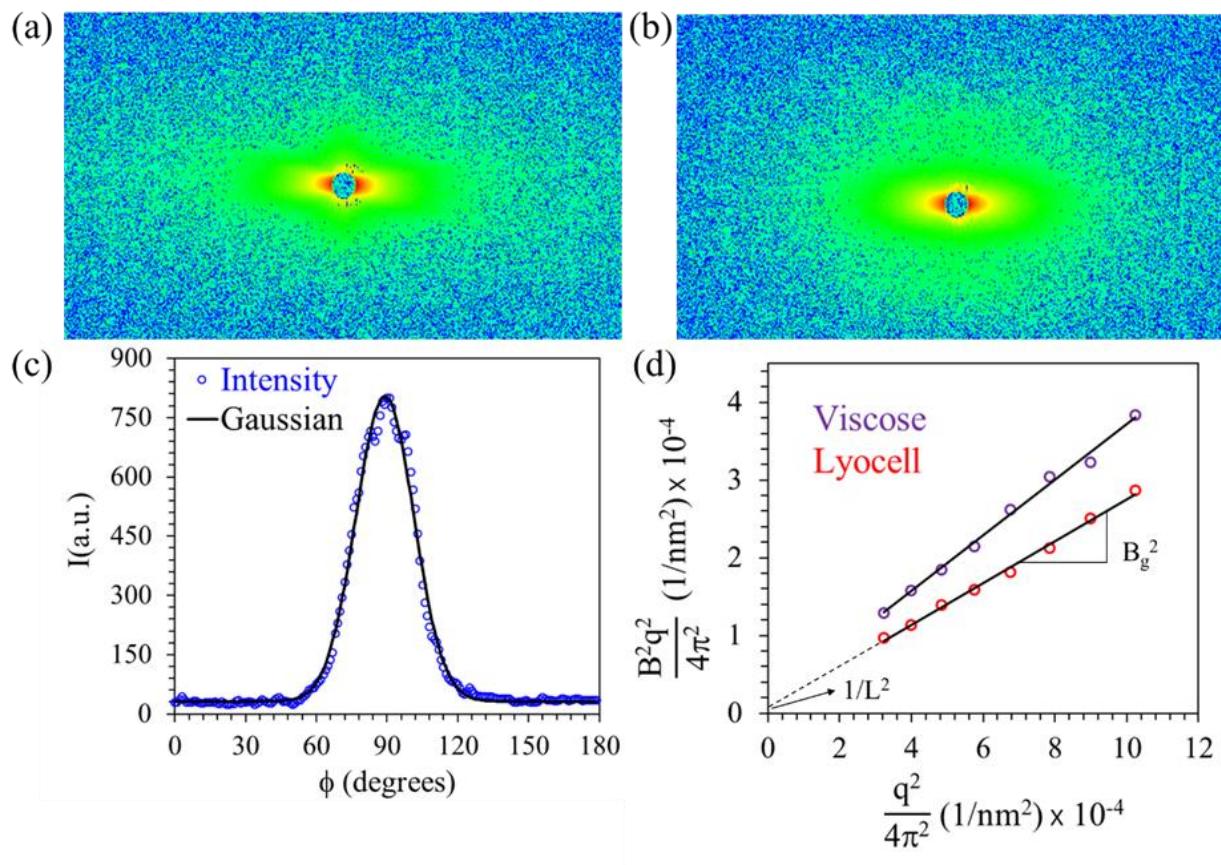 (a)
(b)
(c)
900
750
600
450
300
150
0
I(a.u.)
Intensity
Gaussian
0 30 60 90 120 150 180
ϕ (degrees)
(d)
4
3
2
1
0
B²q²/4π² (1/nm²) x 10⁻⁴
Viscose
Lyocell
B_g²
1/L²
0 2 4 6 8 10 12
q²/4π² (1/nm²) x 10⁻⁴